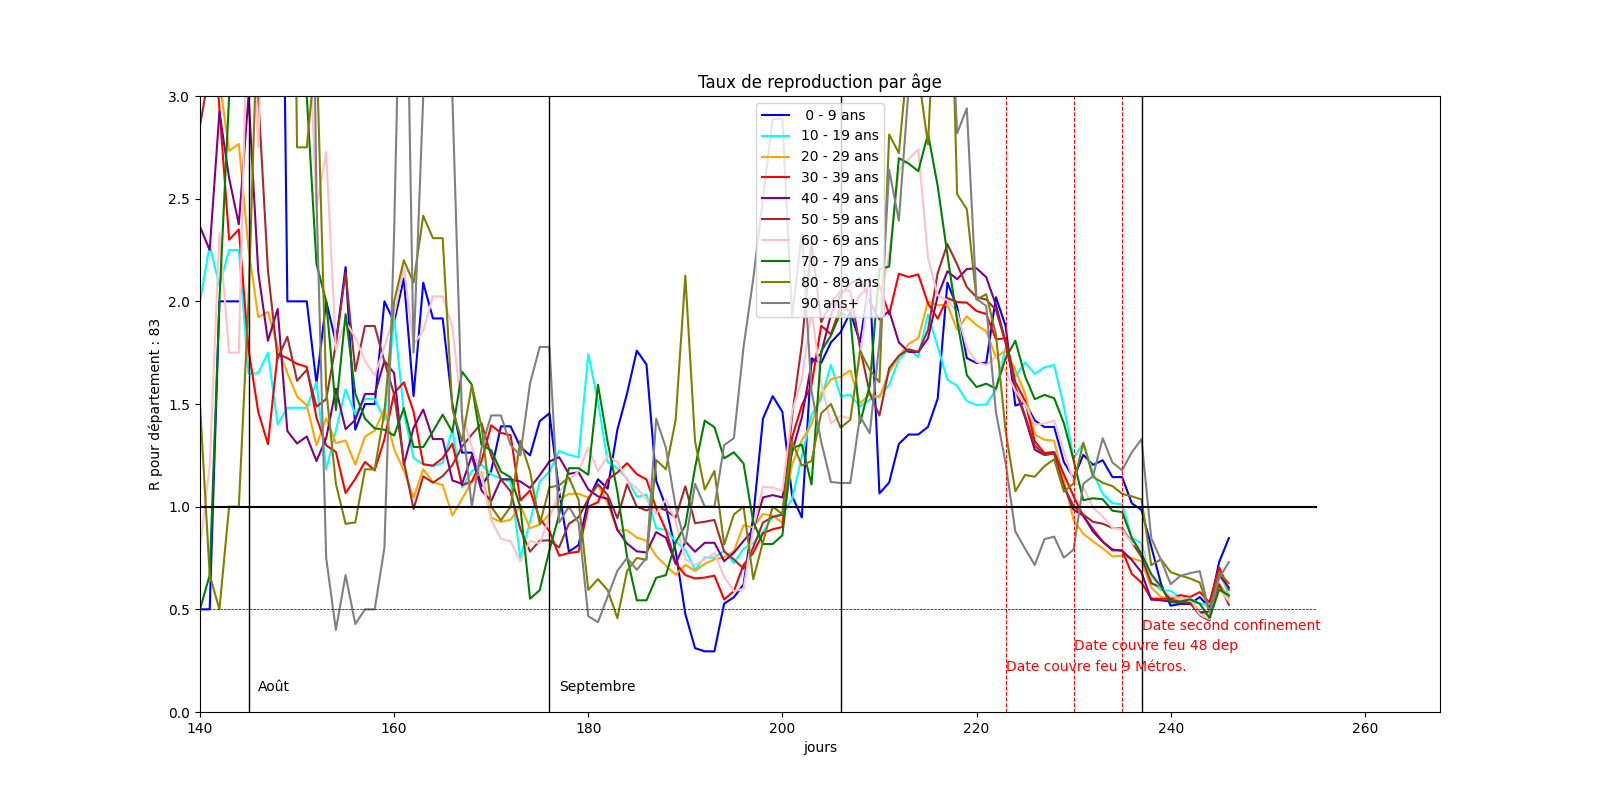 Taux de reproduction par âge
R pour département : 83
3.0
2.5
2.0
1.5
1.0
0.5
0.0
0 - 9 ans
10 - 19 ans
20 - 29 ans
30 - 39 ans
40 - 49 ans
50 - 59 ans
60 - 69 ans
70 - 79 ans
80 - 89 ans
90 ans+
Date second confinement
Date couvre feu 48 dep
Date couvre feu 9 Métros.
Août
Septembre
140
160
180
200
220
240
260
jours